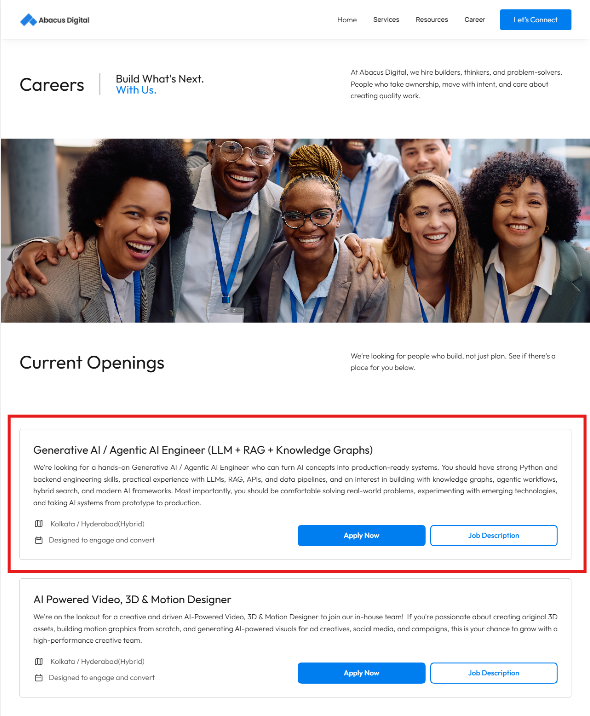 Abacus Digital
Home Services Resources Career Let's Connect
Careers
Build What's Next.
With Us.
At Abacus Digital, we hire builders, thinkers, and problem-solvers.
People who take ownership, move with intent, and care about
creating quality work.
Current Openings
We're looking for people who build, not just plan. See if there's a
place for you below.
Generative AI / Agentic AI Engineer (LLM + RAG + Knowledge Graphs)
We're looking for a hands-on Generative AI / Agentic AI Engineer who can turn AI concepts into production-ready systems. You should have strong Python and
backend engineering skills, practical experience with LLMs, RAG, APIs, and data pipelines, and an interest in building with knowledge graphs, agentic workflows,
hybrid search, and modern AI frameworks. Most importantly, you should be comfortable solving real-world problems, experimenting with emerging technologies,
and taking AI systems from prototype to production.
Kolkata / Hyderabad(Hybrid)
Designed to engage and convert
Apply Now
Job Description
AI Powered Video, 3D & Motion Designer
We're on the lookout for a creative and driven AI-Powered Video, 3D & Motion Designer to join our in-house team! If you're passionate about creating original 3D
assets, building motion graphics from scratch, and generating AI-powered visuals for ad creatives, social media, and campaigns, this is your chance to grow with a
high-performance creative team.
Kolkata / Hyderabad(Hybrid)
Designed to engage and convert
Apply Now
Job Description